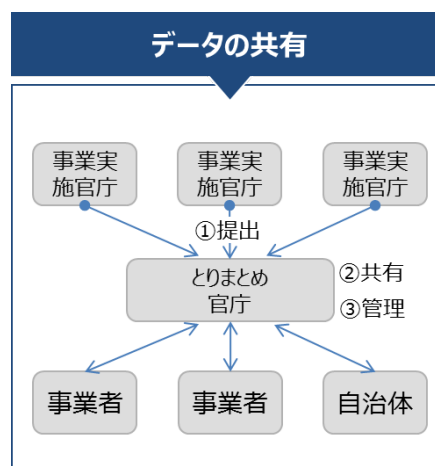 データの共有
事業実
施官庁
事業実
施官庁
事業実
施官庁
①提出
とりまとめ
官庁
②共有
③管理
事業者
事業者
自治体